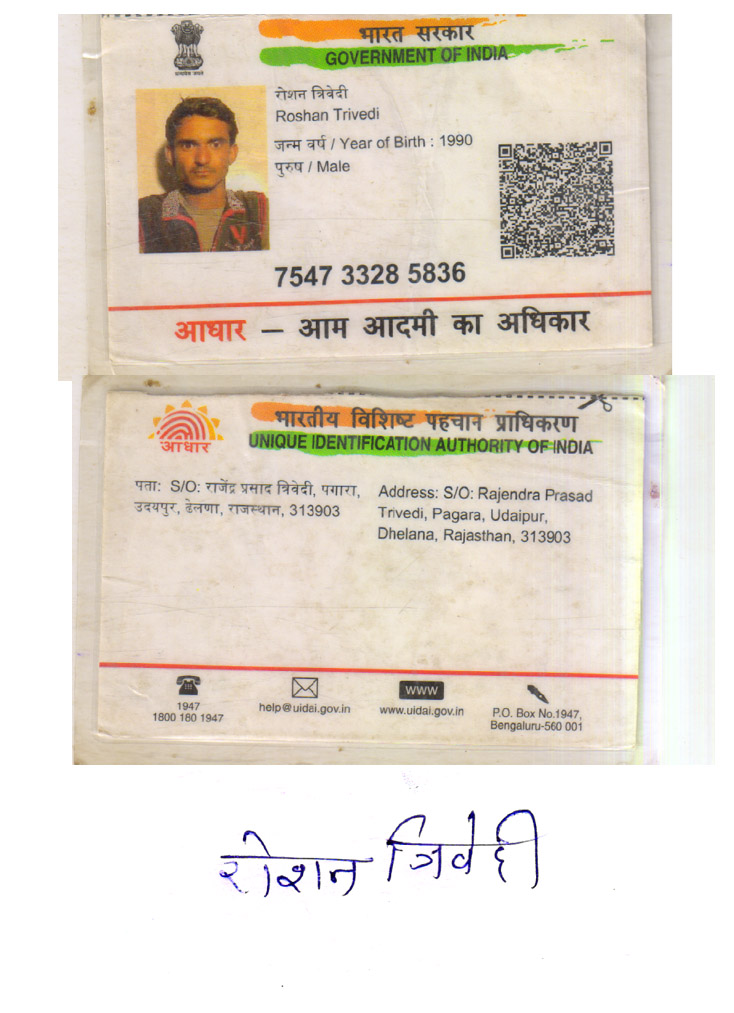 भारत सरकार
GOVERNMENT OF INDIA
रोशन त्रिवेदी
Roshan Trivedi
जन्म वर्ष / Year of Birth : 1990
पुरुष / Male
7547 3328 5836
आधार – आम आदमी का अधिकार
भारतीय विशिष्ट पहचान प्राधिकरण
UNIQUE IDENTIFICATION AUTHORITY OF INDIA
आधार
पता: S/O: राजेंद्र प्रसाद त्रिवेदी, पगारा,
उदयपुर, ढेलणा, राजस्थान, 313903
Address: S/O: Rajendra Prasad
Trivedi, Pagara, Udaipur,
Dhelana, Rajasthan, 313903
1947
1800 180 1947
help@uidai.gov.in
www
www.uidai.gov.in
P.O. Box No.1947,
Bengaluru-560 001
रोशन त्रिवेदी